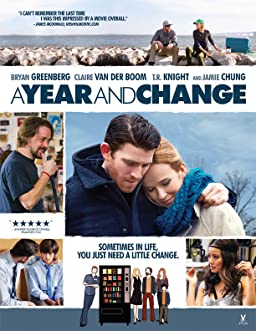 "I CAN'T REMEMBER THE LAST TIME
I WAS THIS IMPRESSED BY A MOVIE OVERALL."
BRYAN GREENBERG CLAIRE VAN DER BOOM T.R. KNIGHT AND JAMIE CHUNG
A YEAR AND CHANGE
SOMETIMES IN LIFE,
YOU JUST NEED A LITTLE CHANGE.